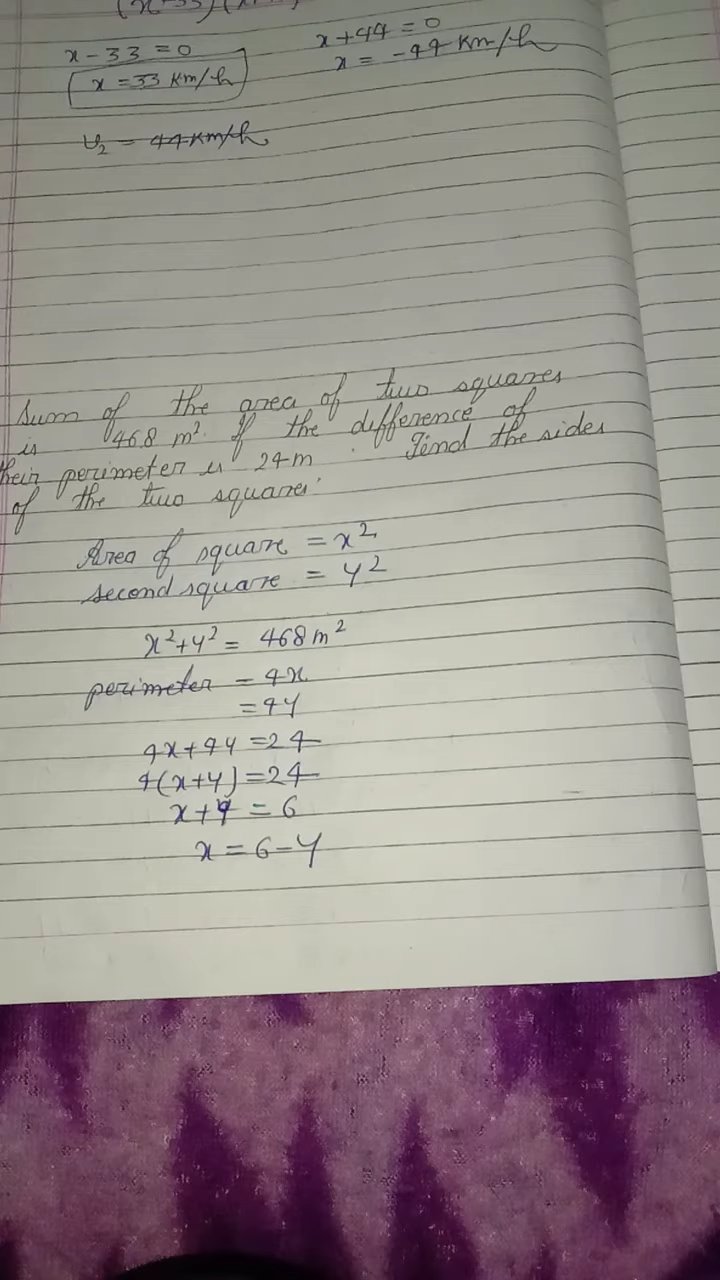 x - 33 = 0
x + 44 = 0
x = 33 Km/h
x = -44 Km/h
v₂ = 44 Km/h
Sum of the area of two squares
is 468 m². If the difference of
their perimeter is 24 m. Find the sides
of the two squares.
Area of square = x²
second square = y²
x² + y² = 468 m²
perimeter = 4x
= 4y
4x + 4y = 24
4(x+y) = 24
x + y = 6
x = 6 - y